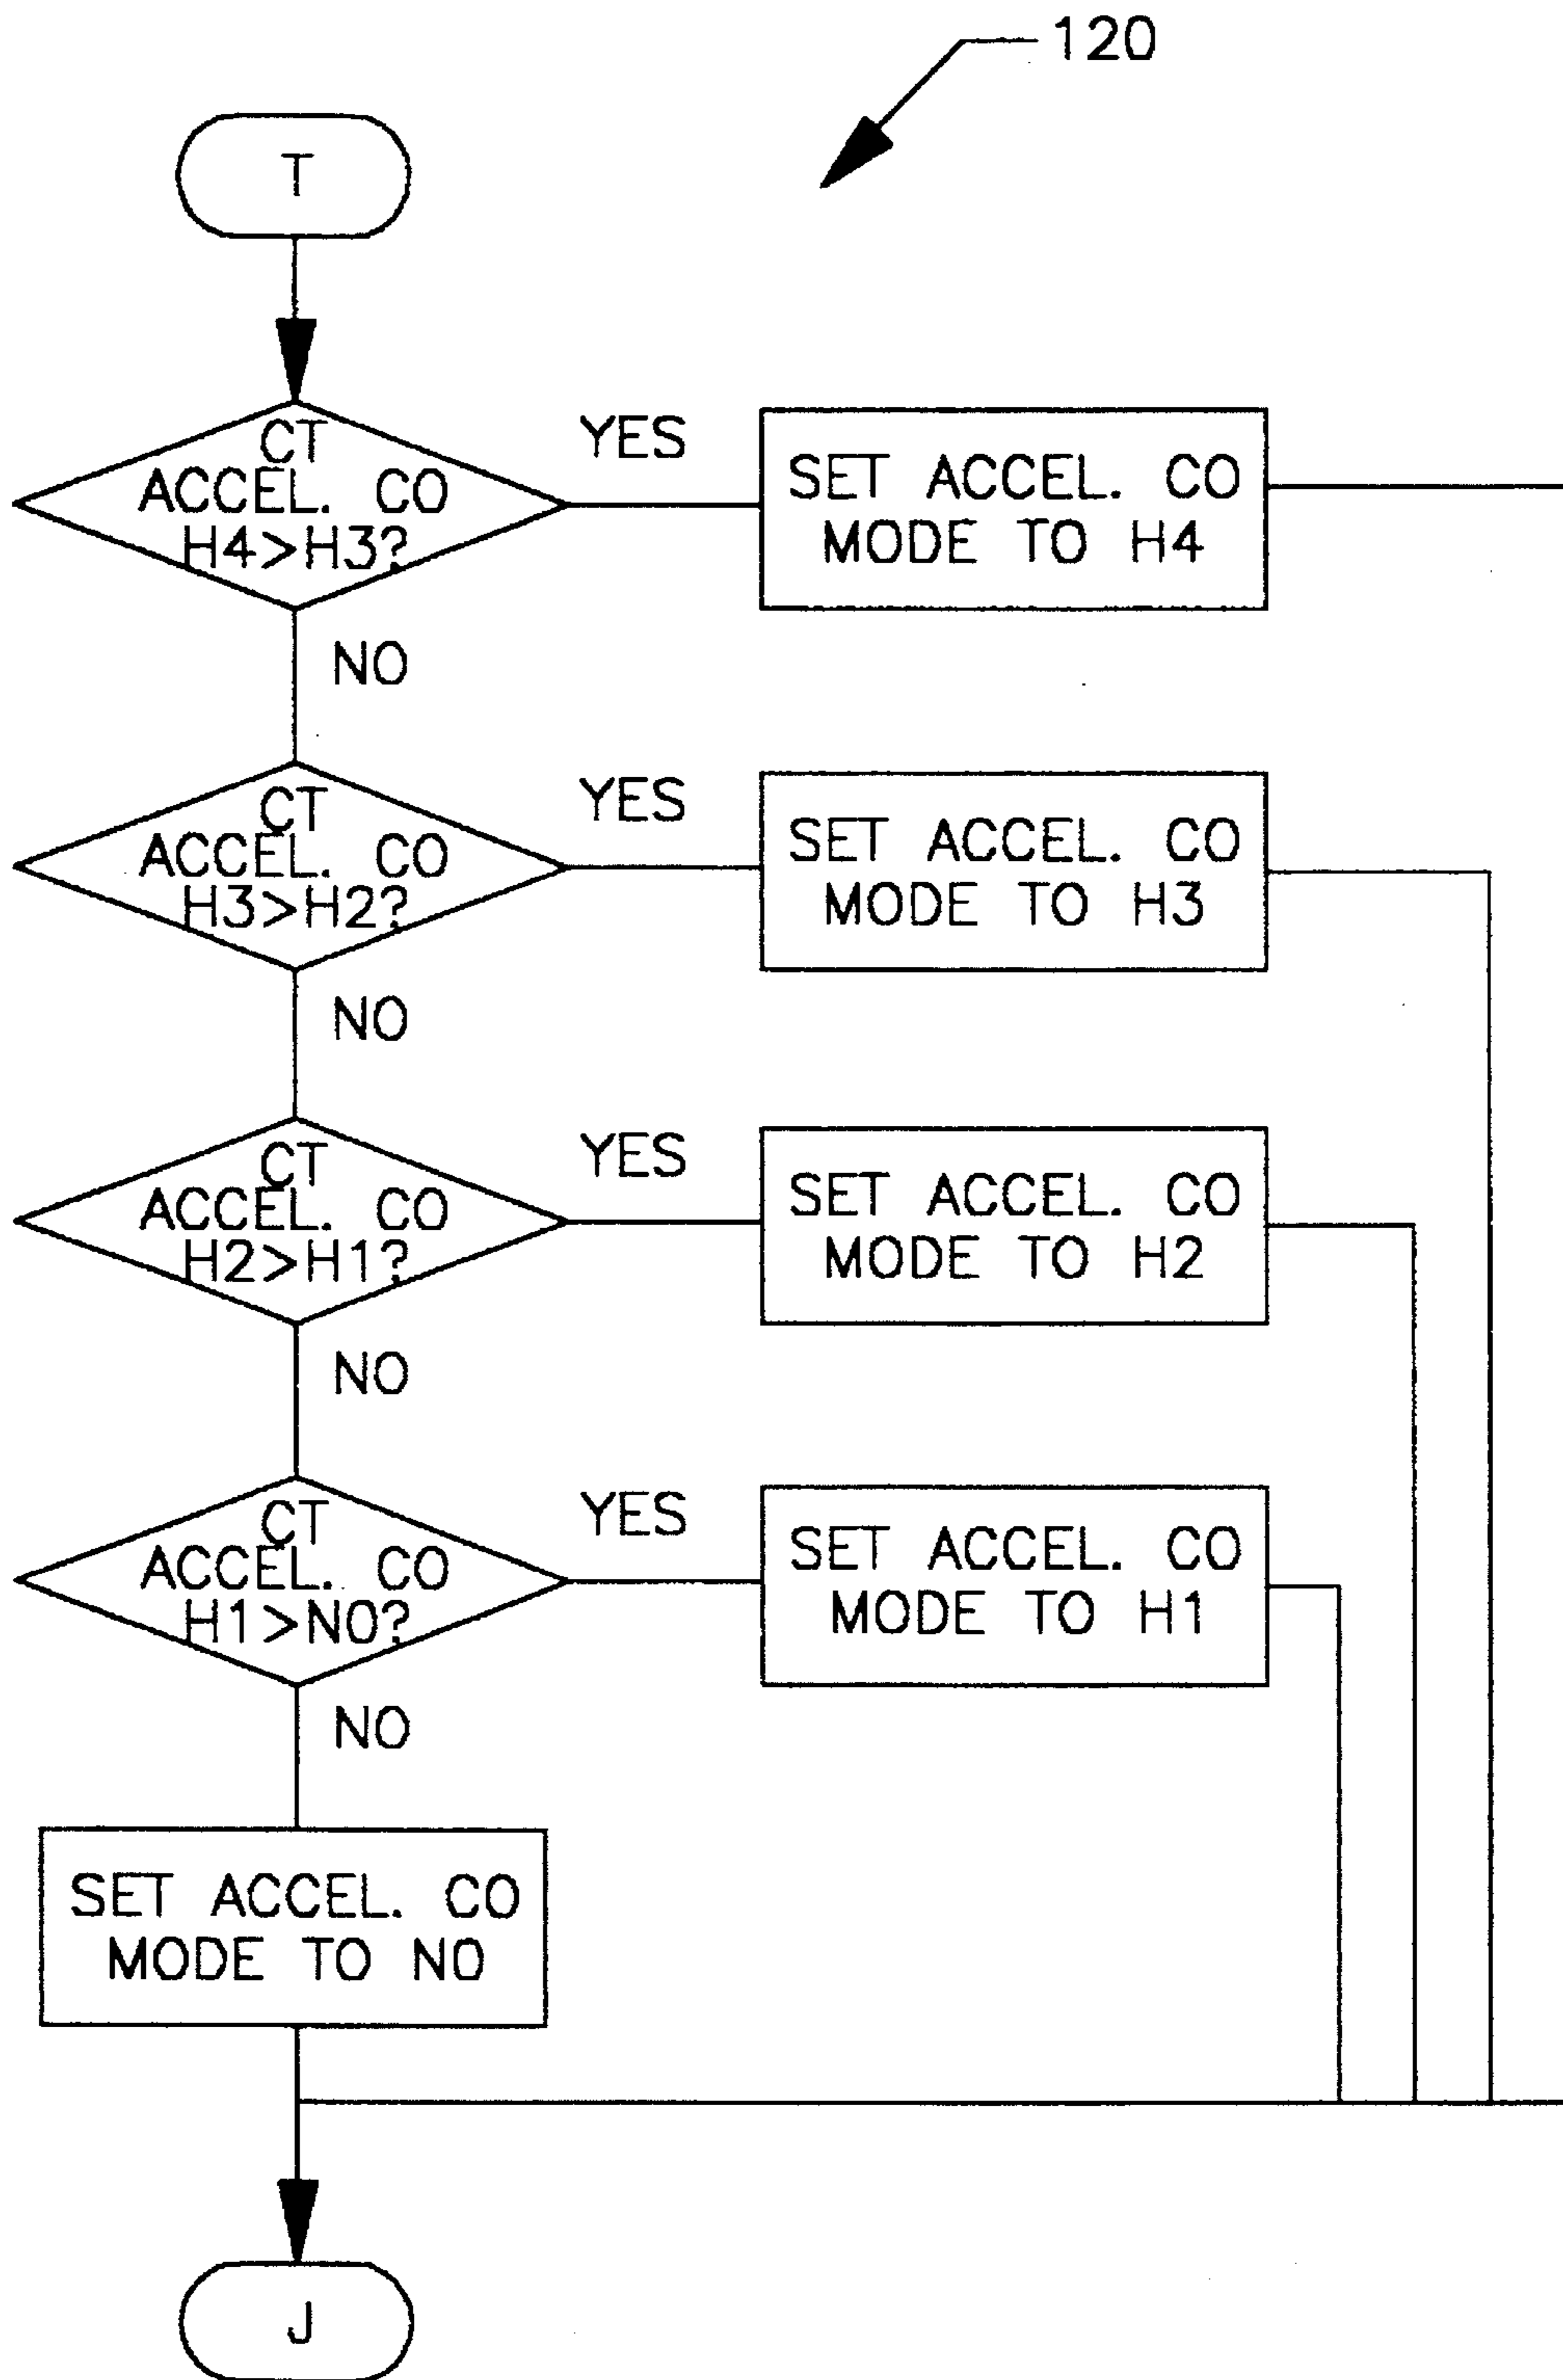 120
T
CT
ACCEL. CO
H4>H3?
YES
SET ACCEL. CO
MODE TO H4
NO
CT
ACCEL. CO
H3>H2?
YES
SET ACCEL. CO
MODE TO H3
NO
CT
ACCEL. CO
H2>H1?
YES
SET ACCEL. CO
MODE TO H2
NO
CT
ACCEL. CO
H1>NO?
YES
SET ACCEL. CO
MODE TO H1
NO
SET ACCEL. CO
MODE TO NO
J